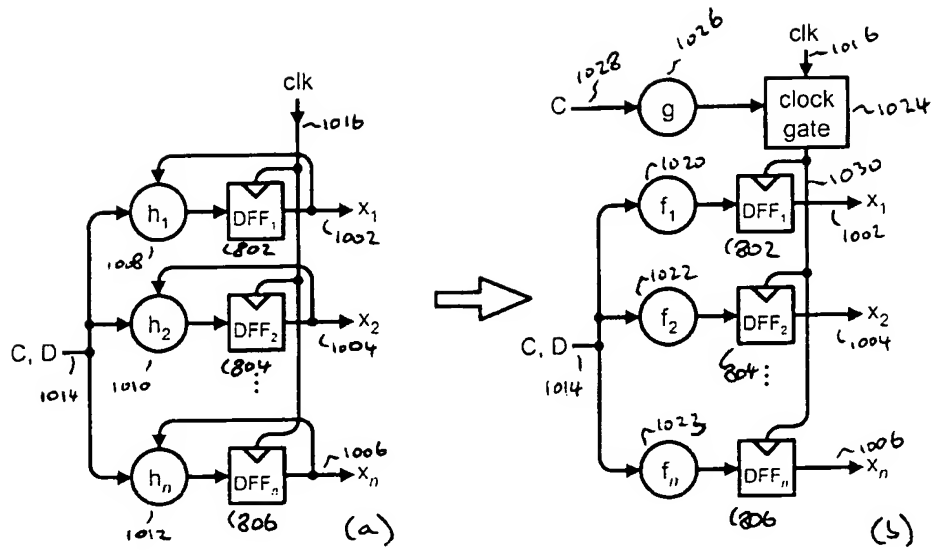 clk
1016
h₁
DFF₁
x₁
1008
802
1002
h₂
DFF₂
x₂
C, D
1014
1010
804
1004
⋮
hₙ
DFFₙ
1006
xₙ
1012
806
(a)
1028
1026
clk
1016
C
g
clock
gate
1024
1020
1030
f₁
DFF₁
x₁
802
1002
1022
f₂
DFF₂
x₂
C, D
1014
804
1004
⋮
1023
fₙ
DFFₙ
1006
xₙ
806
(b)